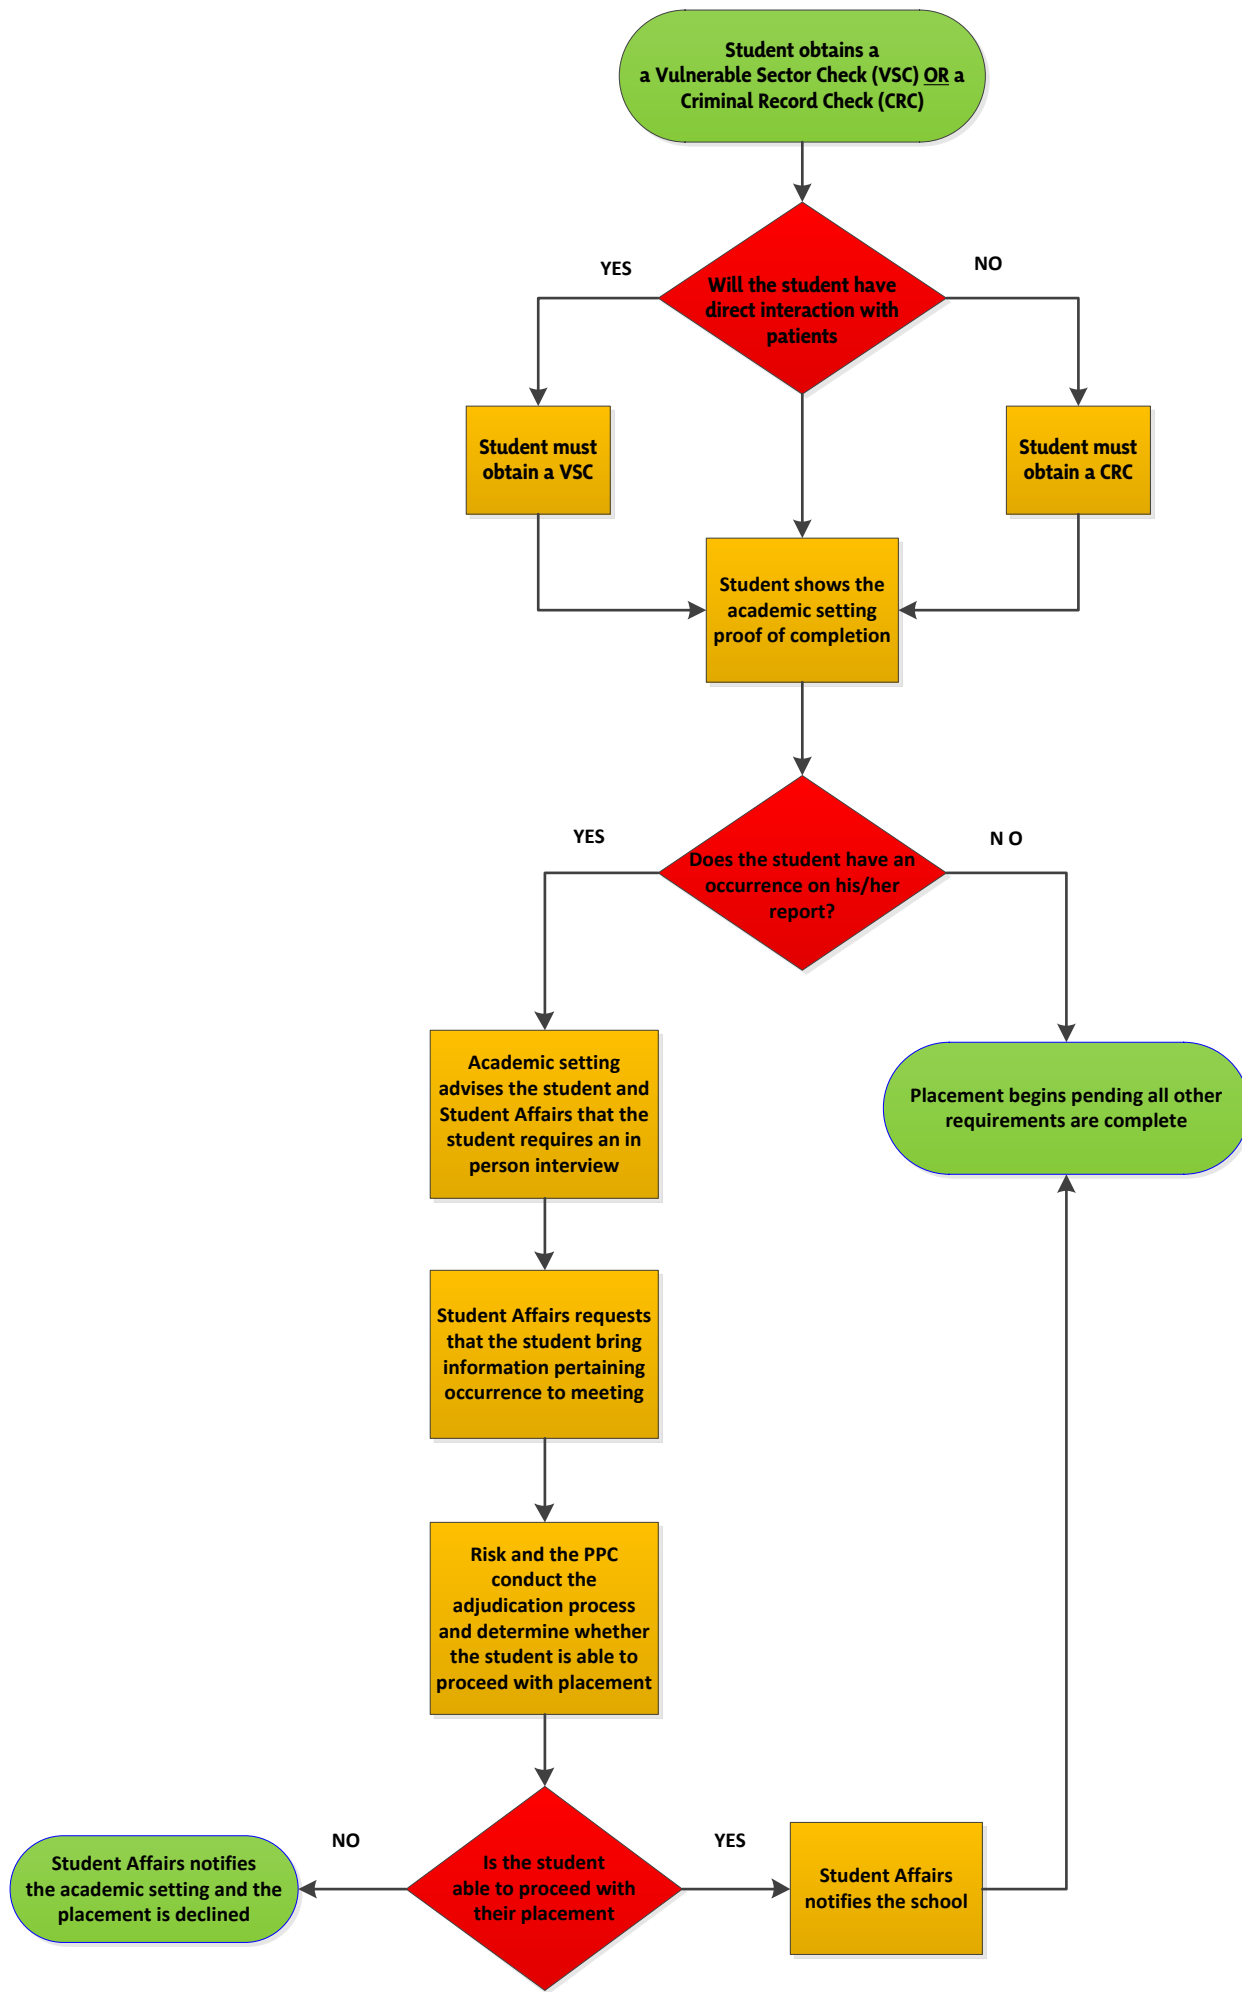 Student obtains a
a Vulnerable Sector Check (VSC) OR a
Criminal Record Check (CRC)
YES
NO
Will the student have
direct interaction with
patients
Student must
obtain a VSC
Student must
obtain a CRC
Student shows the
academic setting
proof of completion
YES
N O
Does the student have an
occurrence on his/her
report?
Academic setting
advises the student and
Student Affairs that the
student requires an in
person interview
Placement begins pending all other
requirements are complete
Student Affairs requests
that the student bring
information pertaining
occurrence to meeting
Risk and the PPC
conduct the
adjudication process
and determine whether
the student is able to
proceed with placement
NO
YES
Student Affairs notifies
the academic setting and the
placement is declined
Is the student
able to proceed with
their placement
Student Affairs
notifies the school